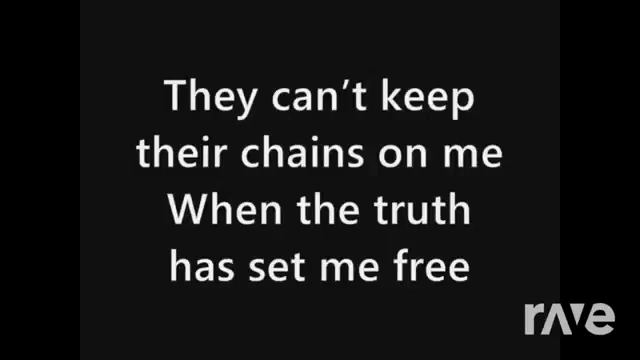 They can’t keep
their chains on me
When the truth
has set me free
rave